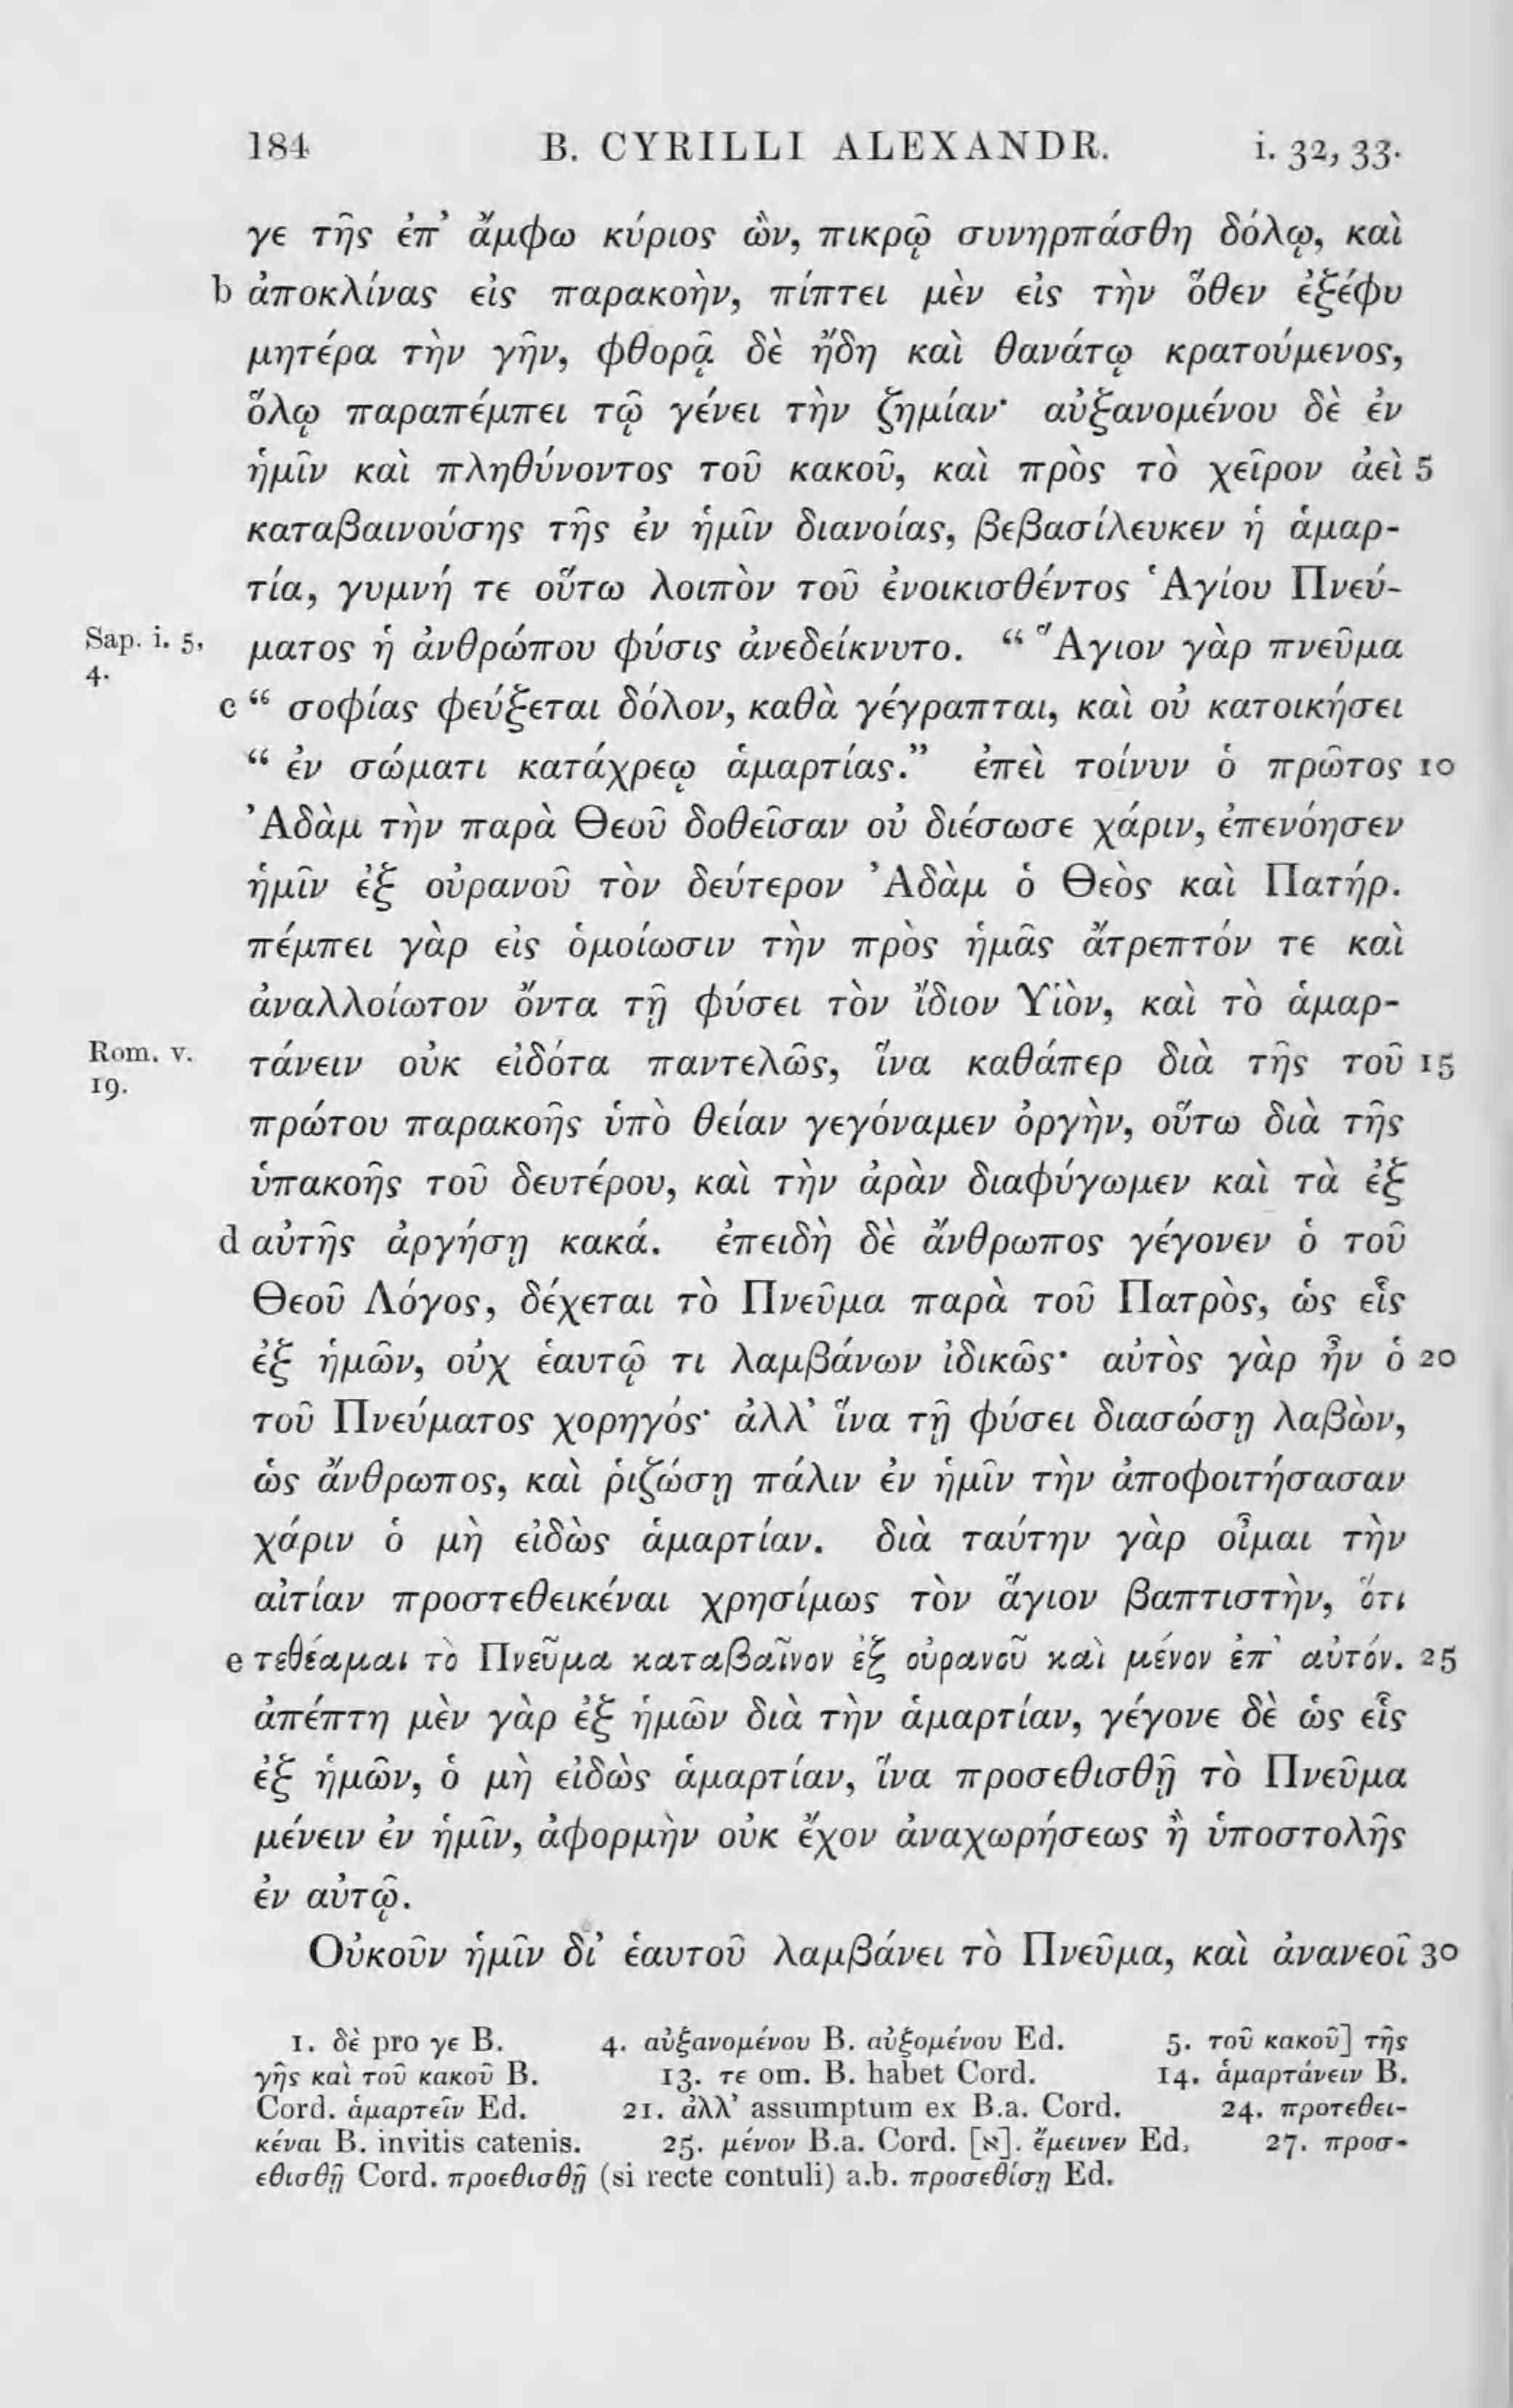 184 B. CYRILLI ALEXANDR. i. 32, 33.
γε τῆς ἐπ' ἄμφω κύριος ὢν, πικρῷ συνηρπάσθη δόλῳ, καὶ
b ἀποκλίνας εἰς παρακοὴν, πίπτει μὲν εἰς τὴν ὅθεν ἐξέφυ
μητέρα τὴν γῆν, φθορᾷ δὲ ἤδη καὶ θανάτῳ κρατούμενος,
ὅλῳ παραπέμπει τῷ γένει τὴν ζημίαν· αὐξανομένου δὲ ἐν
ἡμῖν καὶ πληθύνοντος τοῦ κακοῦ, καὶ πρὸς τὸ χεῖρον ἀεὶ 5
καταβαινούσης τῆς ἐν ἡμῖν διανοίας, βεβασίλευκεν ἡ ἁμαρ-
τία, γυμνή τε οὕτω λοιπὸν τοῦ ἐνοικισθέντος Ἁγίου Πνεύ-
Sap. i. 5, ματος ἡ ἀνθρώπου φύσις ἀνεδείκνυτο. “ Ἅγιον γὰρ πνεῦμα
4.
c “ σοφίας φεύξεται δόλον, καθὰ γέγραπται, καὶ οὐ κατοικήσει
“ ἐν σώματι κατάχρεῳ ἁμαρτίας.” ἐπεὶ τοίνυν ὁ πρῶτος 10
Ἀδὰμ τὴν παρὰ Θεοῦ δοθεῖσαν οὐ διέσωσε χάριν, ἐπενόησεν
ἡμῖν ἐξ οὐρανοῦ τὸν δεύτερον Ἀδὰμ ὁ Θεὸς καὶ Πατήρ.
πέμπει γὰρ εἰς ὁμοίωσιν τὴν πρὸς ἡμᾶς ἄτρεπτόν τε καὶ
ἀναλλοίωτον ὄντα τῇ φύσει τὸν ἴδιον Υἱὸν, καὶ τὸ ἁμαρ-
Rom. v. τάνειν οὐκ εἰδότα παντελῶς, ἵνα καθάπερ διὰ τῆς τοῦ 15
19.
πρώτου παρακοῆς ὑπὸ θείαν γεγόναμεν ὀργὴν, οὕτω διὰ τῆς
ὑπακοῆς τοῦ δευτέρου, καὶ τὴν ἀρὰν διαφύγωμεν καὶ τὰ ἐξ
d αὐτῆς ἀργήσῃ κακά. ἐπειδὴ δὲ ἄνθρωπος γέγονεν ὁ τοῦ
Θεοῦ Λόγος, δέχεται τὸ Πνεῦμα παρὰ τοῦ Πατρὸς, ὡς εἷς
ἐξ ἡμῶν, οὐχ ἑαυτῷ τι λαμβάνων ἰδικῶς· αὐτὸς γὰρ ἦν ὁ 20
τοῦ Πνεύματος χορηγός· ἀλλ' ἵνα τῇ φύσει διασώσῃ λαβὼν,
ὡς ἄνθρωπος, καὶ ῥιζώσῃ πάλιν ἐν ἡμῖν τὴν ἀποφοιτήσασαν
χάριν ὁ μὴ εἰδὼς ἁμαρτίαν. διὰ ταύτην γὰρ οἶμαι τὴν
αἰτίαν προστεθεικέναι χρησίμως τὸν ἅγιον βαπτιστὴν, ὅτι
e τεθέαμαι τὸ Πνεῦμα καταβαῖνον ἐξ οὐρανοῦ καὶ μένον ἐπ' αὐτόν. 25
ἀπέπτη μὲν γὰρ ἐξ ἡμῶν διὰ τὴν ἁμαρτίαν, γέγονε δὲ ὡς εἷς
ἐξ ἡμῶν, ὁ μὴ εἰδὼς ἁμαρτίαν, ἵνα προσεθισθῇ τὸ Πνεῦμα
μένειν ἐν ἡμῖν, ἀφορμὴν οὐκ ἔχον ἀναχωρήσεως ἢ ὑποστολῆς
ἐν αὐτῷ.
Οὐκοῦν ἡμῖν δι' ἑαυτοῦ λαμβάνει τὸ Πνεῦμα, καὶ ἀνανεοῖ 30
1. δὲ pro γε B. 4. αὐξανομένου B. αὐξομένου Ed. 5. τοῦ κακοῦ] τῆς
γῆς καὶ τοῦ κακοῦ B. 13. τε om. B. habet Cord. 14. ἁμαρτάνειν B.
Cord. ἁμαρτεῖν Ed. 21. ἀλλ' assumptum ex B.a. Cord. 24. προτεθει-
κέναι B. invitis catenis. 25. μένον B.a. Cord. [א]. ἔμεινεν Ed. 27. προσ-
εθισθῇ Cord. προεθισθῇ (si recte contuli) a.b. προσεθίσῃ Ed.